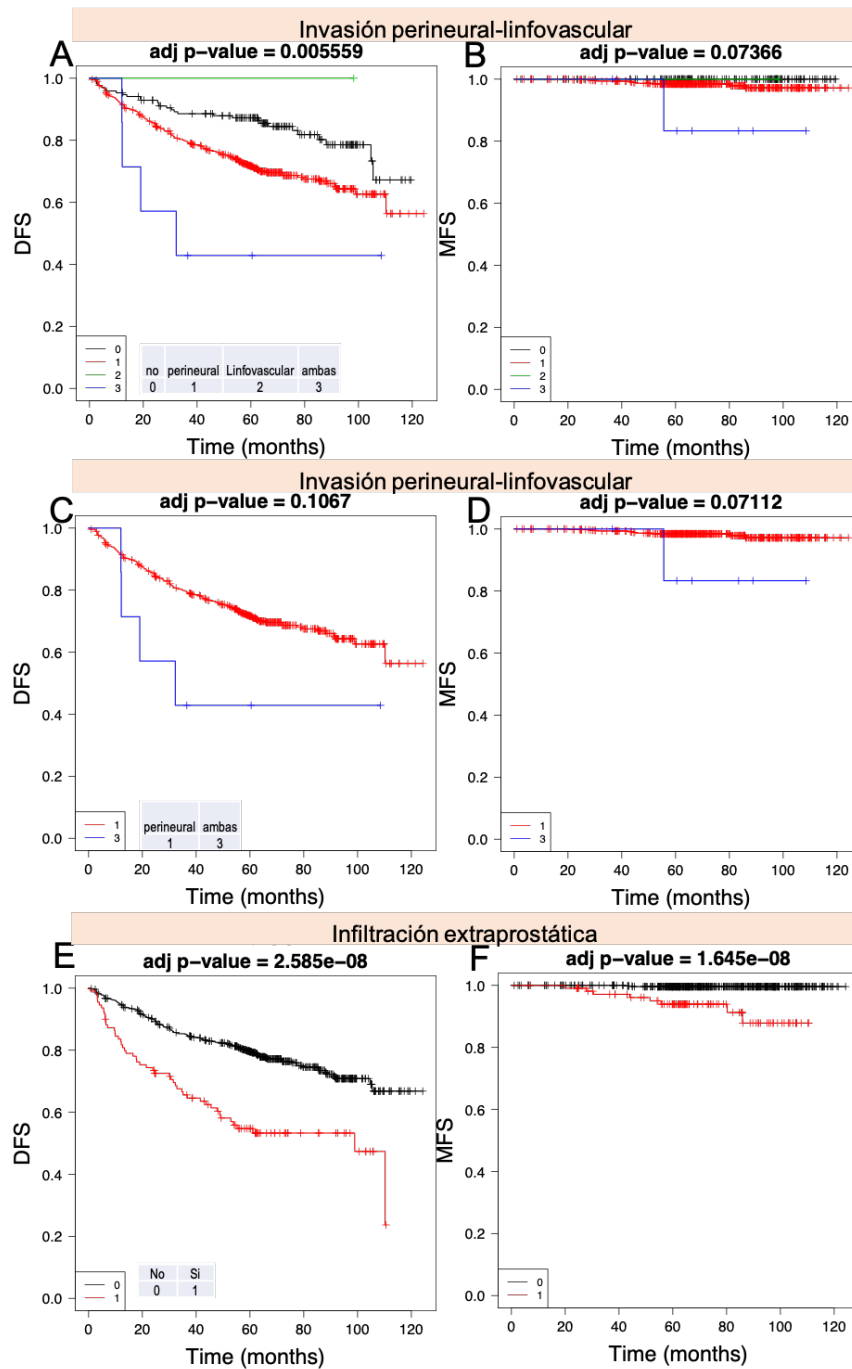 Invasión perineural-linfovascular
A
adj p-value = 0.005559
DFS
1.0
0.8
0.6
0.4
0.2
0.0
0
1
2
3
no perineural Linfovascular ambas
0 1 2 3
0 20 40 60 80 100 120
Time (months)
B
adj p-value = 0.07366
MFS
1.0
0.8
0.6
0.4
0.2
0.0
0
1
2
3
0 20 40 60 80 100 120
Time (months)
Invasión perineural-linfovascular
C
adj p-value = 0.1067
DFS
1.0
0.8
0.6
0.4
0.2
0.0
1
3
perineural ambas
1 3
0 20 40 60 80 100 120
Time (months)
D
adj p-value = 0.07112
MFS
1.0
0.8
0.6
0.4
0.2
0.0
1
3
0 20 40 60 80 100 120
Time (months)
Infiltración extraprostática
E
adj p-value = 2.585e-08
DFS
1.0
0.8
0.6
0.4
0.2
0.0
0
1
No Si
0 1
0 20 40 60 80 100 120
Time (months)
F
adj p-value = 1.645e-08
MFS
1.0
0.8
0.6
0.4
0.2
0.0
0
1
0 20 40 60 80 100 120
Time (months)